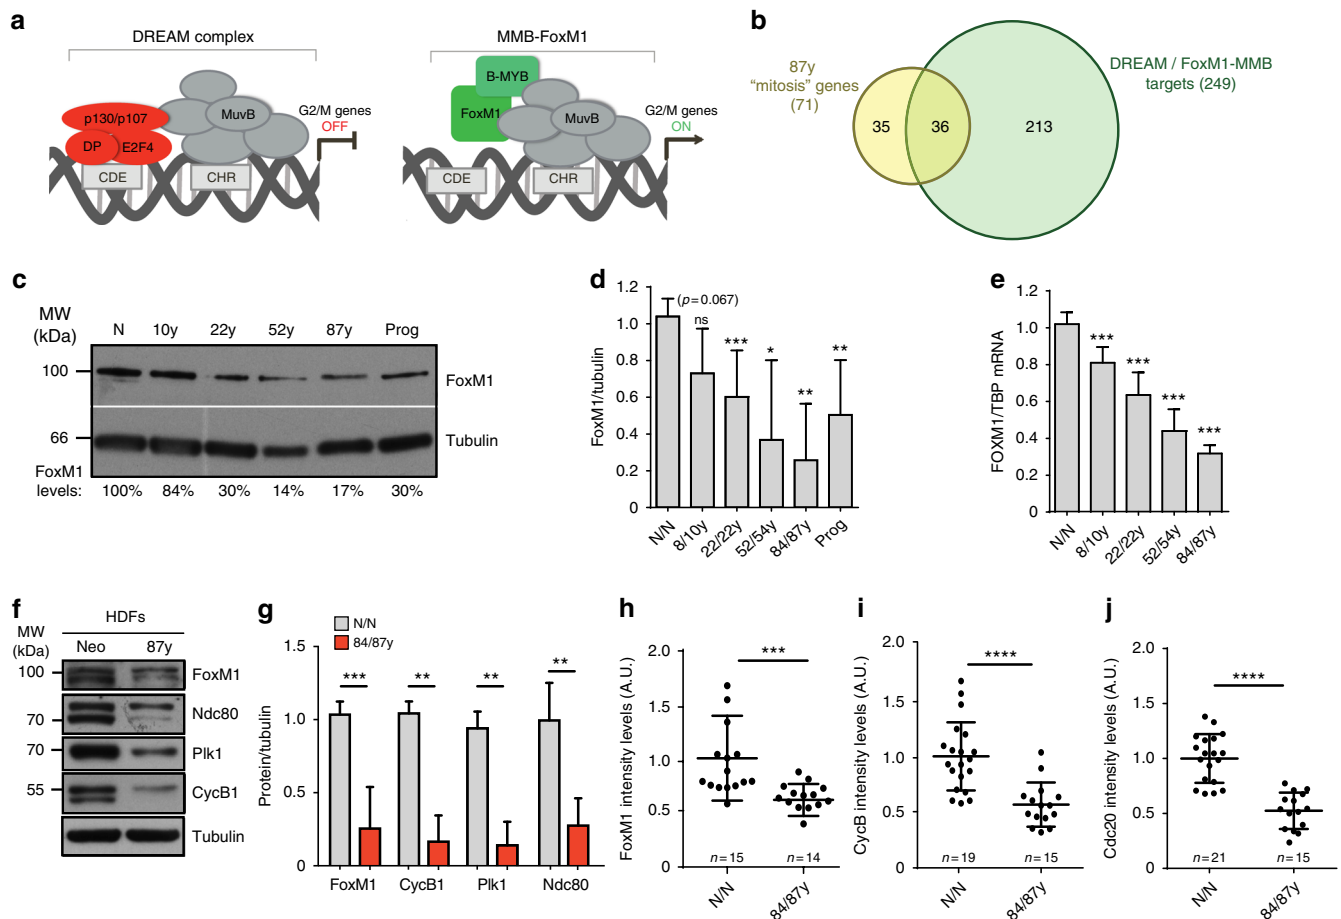 a
DREAM complex
p130/p107
DP
E2F4
MuvB
G2/M genes
OFF
CDE
CHR
MMB-FoxM1
B-MYB
FoxM1
MuvB
G2/M genes
ON
CDE
CHR
b
87y
"mitosis" genes
(71)
35
36
213
DREAM / FoxM1-MMB
targets (249)
c
MW
(kDa)
N 10y 22y 52y 87y Prog
100
FoxM1
66
Tubulin
FoxM1
levels: 100% 84% 30% 14% 17% 30%
d
FoxM1/tubulin
1.2
1.0
0.8
0.6
0.4
0.2
0
(p = 0.067)
ns
***
*
**
**
N/N
8/10y
22/22y
52/54y
84/87y
Prog
e
FOXM1/TBP mRNA
1.2
1.0
0.8
0.6
0.4
0.2
0
***
***
***
***
N/N
8/10y
22/22y
52/54y
84/87y
f
HDFs
MW
(kDa)
Neo 87y
100
FoxM1
70
Ndc80
70
Plk1
55
CycB1
Tubulin
g
N/N
84/87y
Protein/tubulin
1.5
1.0
0.5
0
***
**
**
**
FoxM1 CycB1 Plk1 Ndc80
h
FoxM1 intensity levels (A.U.)
2.0
1.5
1.0
0.5
0
***
n = 15
n = 14
N/N
84/87y
i
CycB intensity levels (A.U.)
2.0
1.5
1.0
0.5
0
****
n = 19
n = 15
N/N
84/87y
j
Cdc20 intensity levels (A.U.)
2.0
1.5
1.0
0.5
0
****
n = 21
n = 15
N/N
84/87y